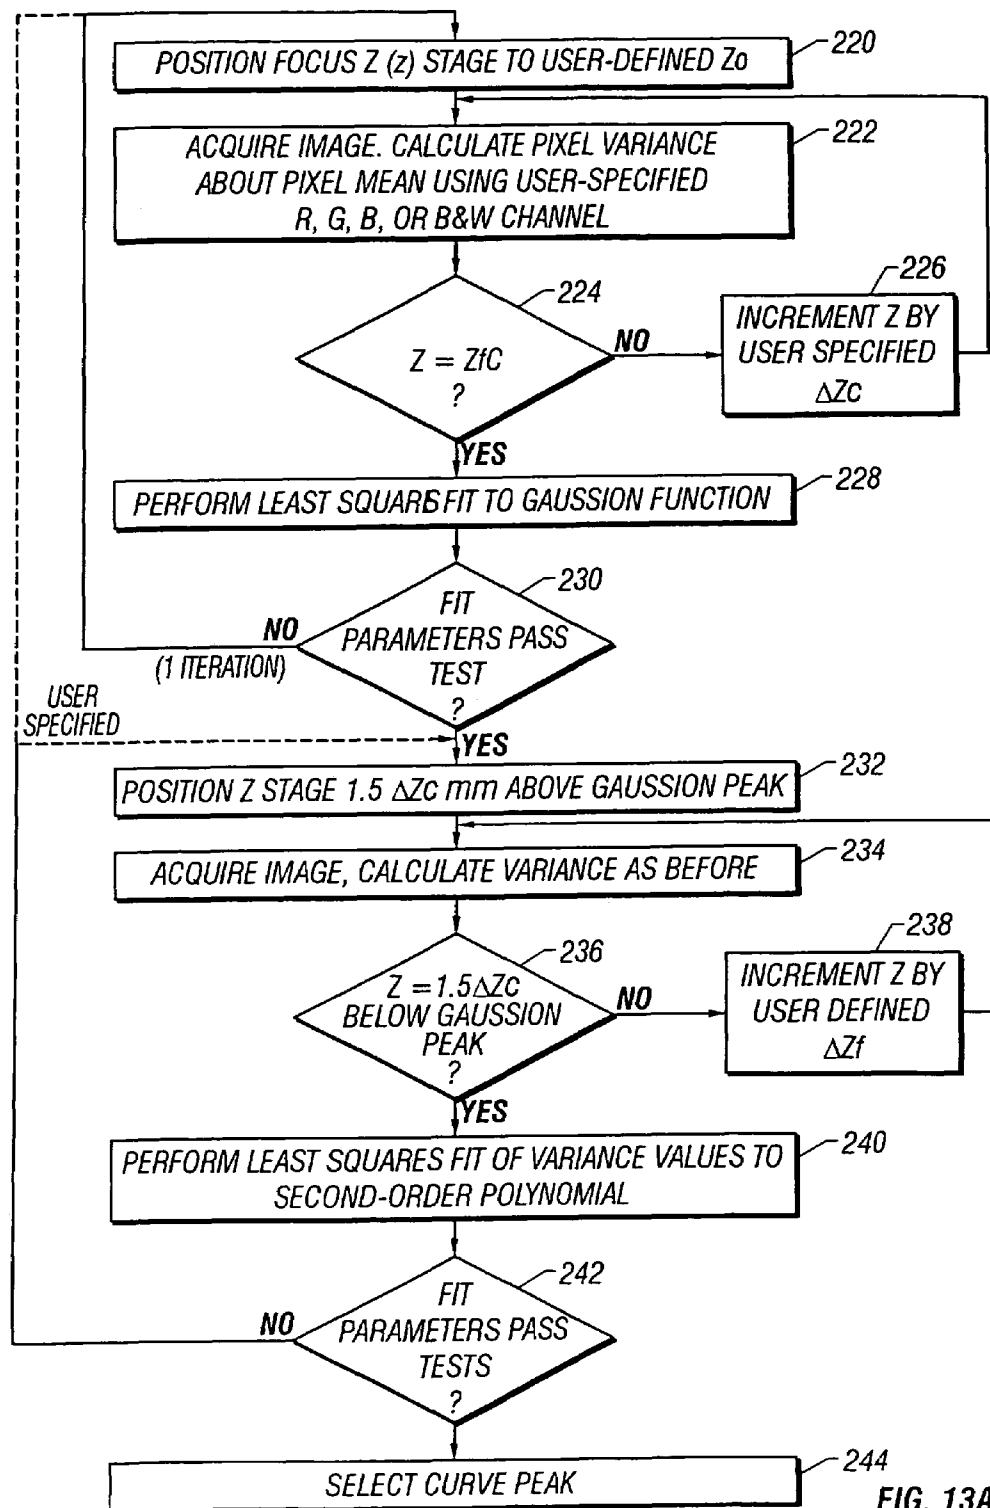 POSITION FOCUS Z (z) STAGE TO USER-DEFINED Zo
220
ACQUIRE IMAGE. CALCULATE PIXEL VARIANCE
ABOUT PIXEL MEAN USING USER-SPECIFIED
R, G, B, OR B&W CHANNEL
222
224
Z = ZfC
?
NO
226
INCREMENT Z BY
USER SPECIFIED
ΔZc
YES
PERFORM LEAST SQUARES FIT TO GAUSSION FUNCTION
228
230
FIT
PARAMETERS PASS
TEST
?
NO
(1 ITERATION)
USER
SPECIFIED
YES
POSITION Z STAGE 1.5 ΔZc mm ABOVE GAUSSION PEAK
232
ACQUIRE IMAGE, CALCULATE VARIANCE AS BEFORE
234
236
Z = 1.5ΔZc
BELOW GAUSSION
PEAK
?
NO
238
INCREMENT Z BY
USER DEFINED
ΔZf
YES
PERFORM LEAST SQUARES FIT OF VARIANCE VALUES TO
SECOND-ORDER POLYNOMIAL
240
242
FIT
PARAMETERS PASS
TESTS
?
NO
SELECT CURVE PEAK
244
FIG. 13A